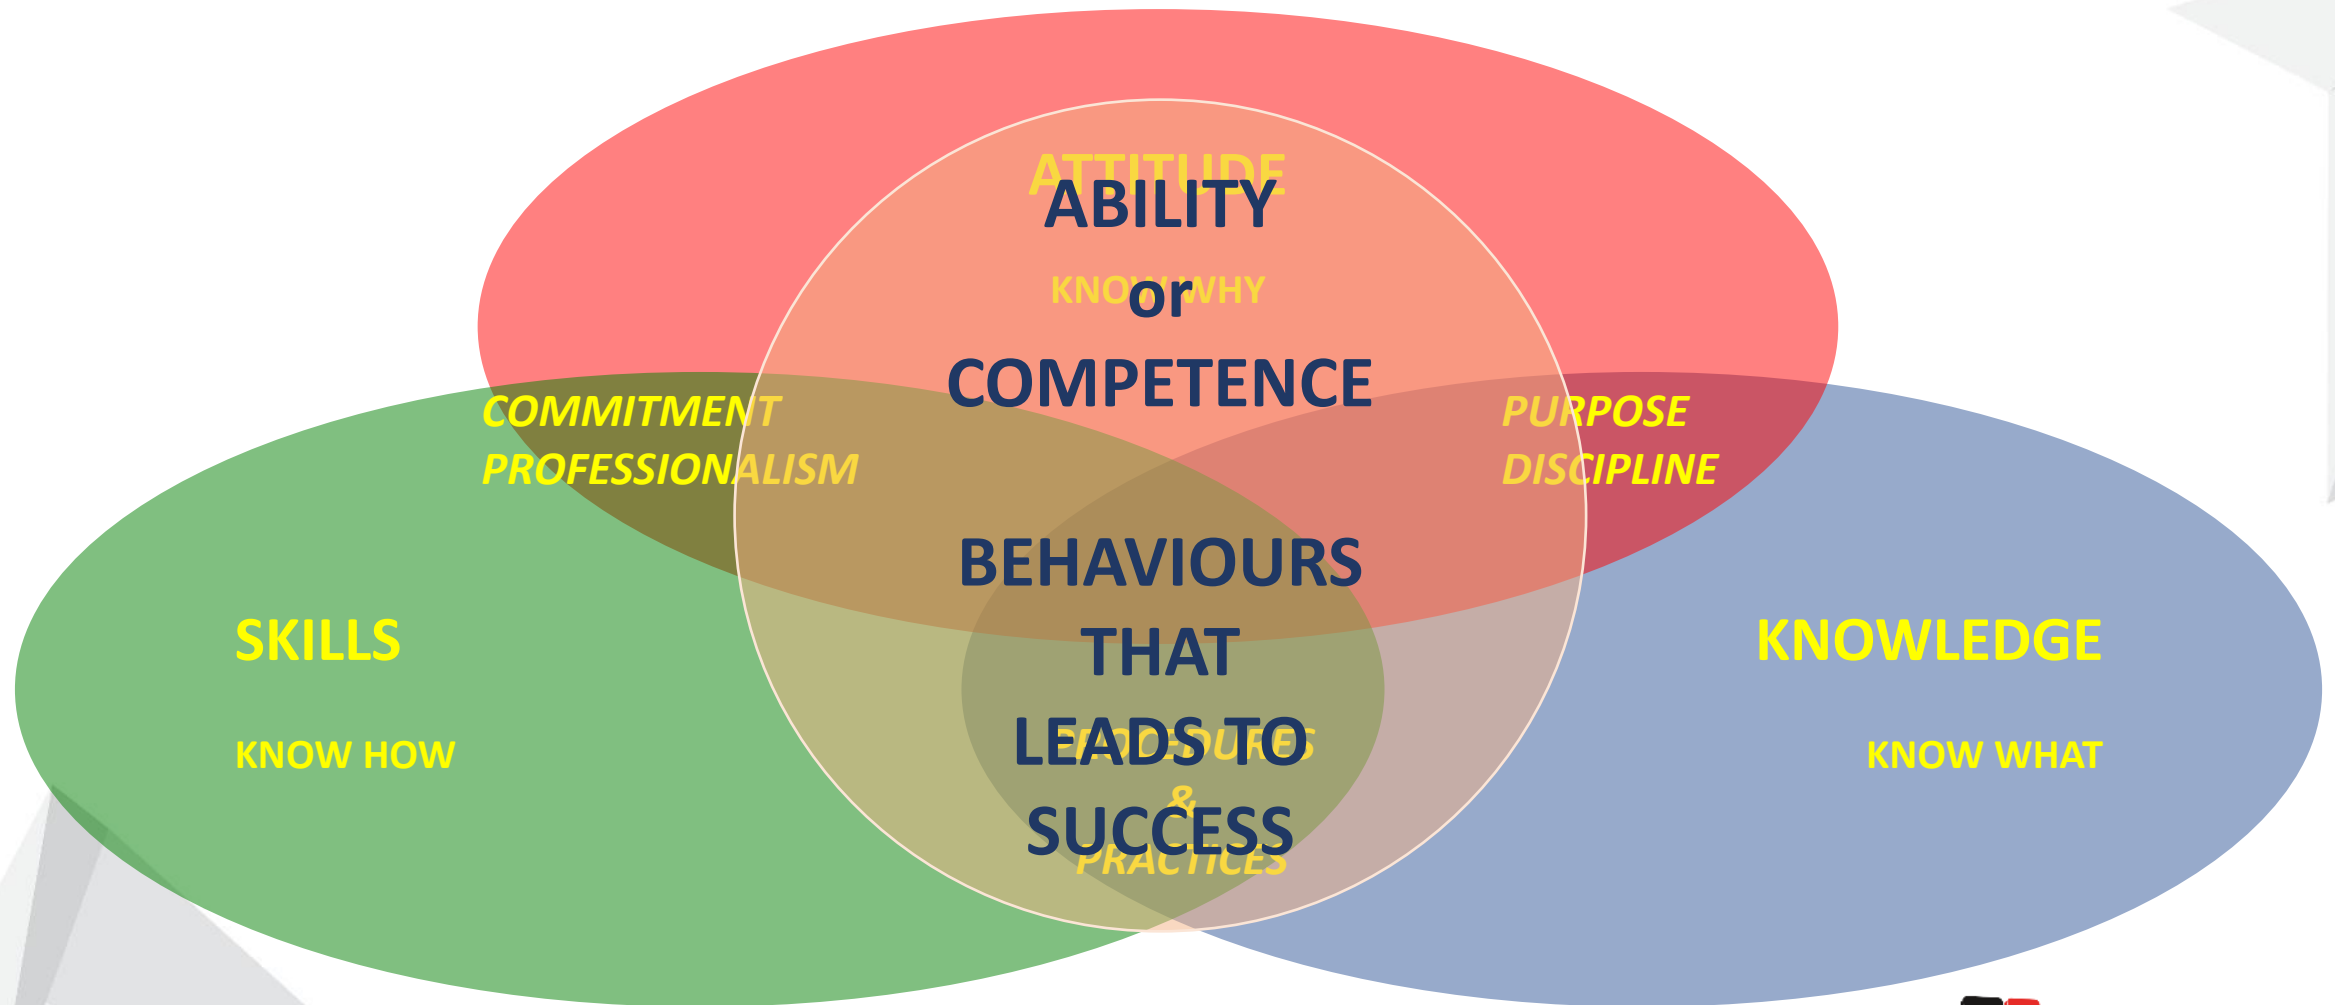 ATTITUDE
ABILITY
KNOW WHY
or
COMPETENCE
COMMITMENT
PROFESSIONALISM
PURPOSE
DISCIPLINE
BEHAVIOURS
THAT
LEADS TO
SUCCESS
PROCEDURES
&
PRACTICES
SKILLS
KNOW HOW
KNOWLEDGE
KNOW WHAT